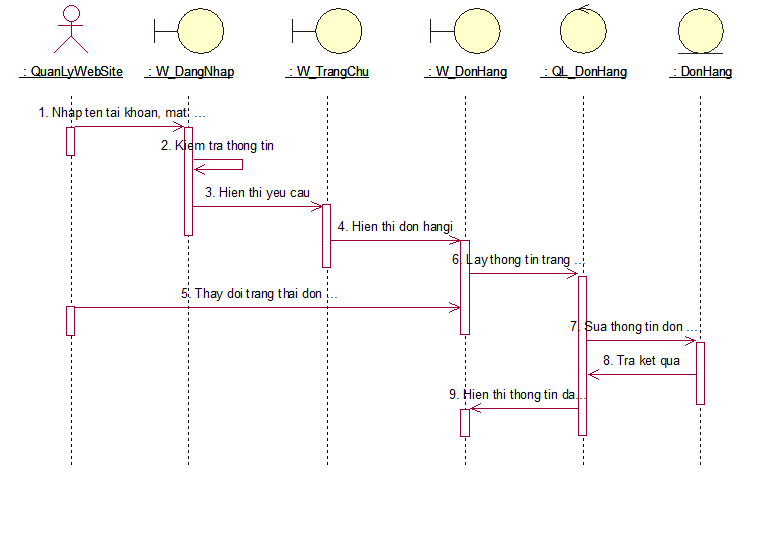 : QuanLyWebSite
: W_DangNhap
: W_TrangChu
: W_DonHang
: QL_DonHang
: DonHang
1. Nhap ten tai khoan, mat ...
2. Kiem tra thong tin
3. Hien thi yeu cau
4. Hien thi don hangi
6. Lay thong tin trang ...
5. Thay doi trang thai don ...
7. Sua thong tin don ...
8. Tra ket qua
9. Hien thi thong tin da...